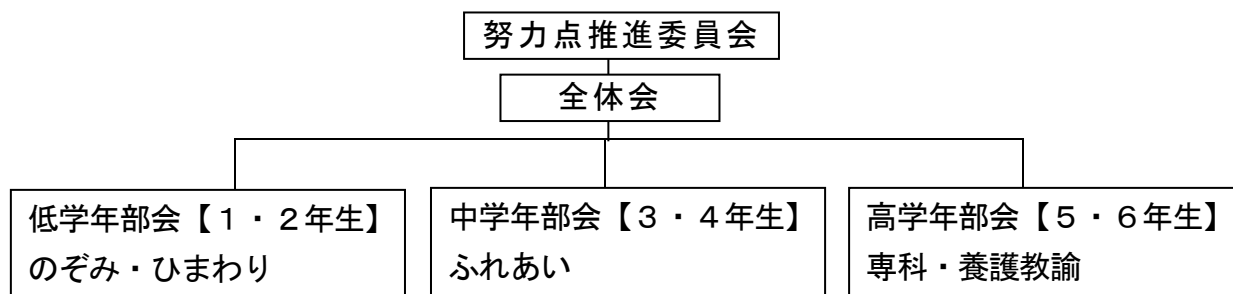 努力点推進委員会
全体会
低学年部会【１・２年生】
のぞみ・ひまわり
中学年部会【３・４年生】
ふれあい
高学年部会【５・６年生】
専科・養護教諭